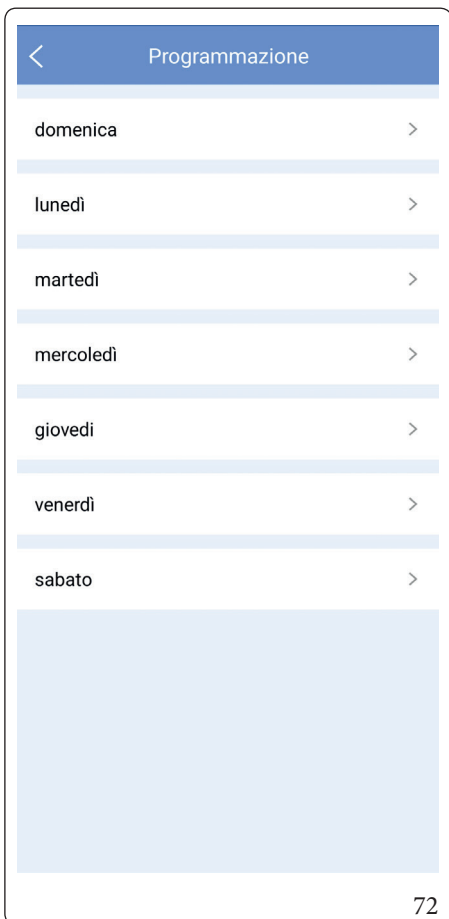 Programmazione
domenica
lunedì
martedì
mercoledì
giovedi
venerdì
sabato
72